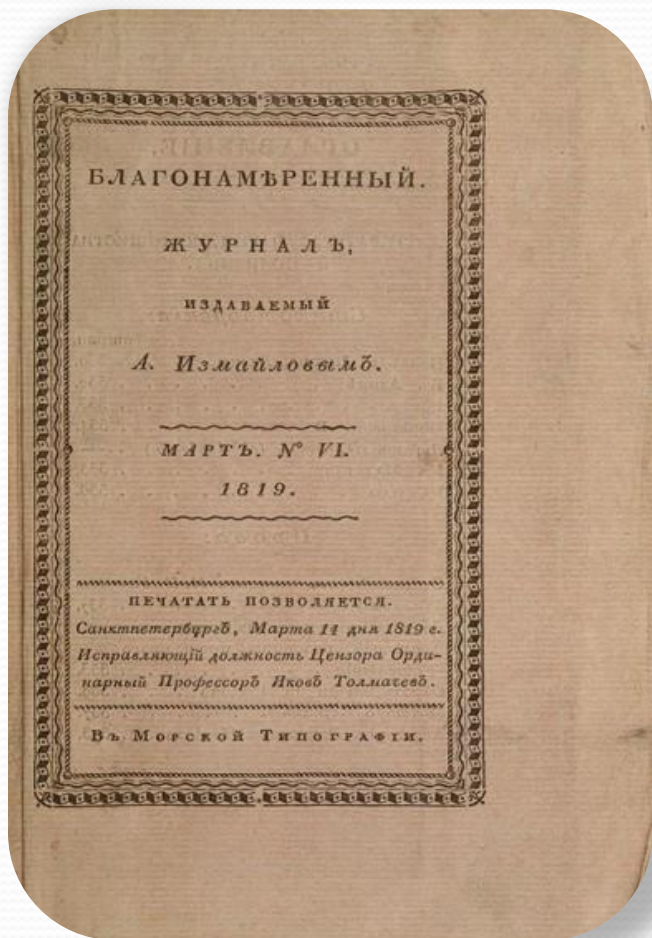 БЛАГОНАМѢРЕННЫЙ.
ЖУРНАЛЪ,
ИЗДАВАЕМЫЙ
А. Измайловымъ.
МАРТЪ. N° VI.
1819.
ПЕЧАТАТЬ ПОЗВОЛЯЕТСЯ.
Санктпетербургъ, Марта 14 дня 1819 г.
Исправляющій должность Цензора Орди-
нарный Профессоръ Яковъ Толмачевъ.
Въ Морской Типографіи.